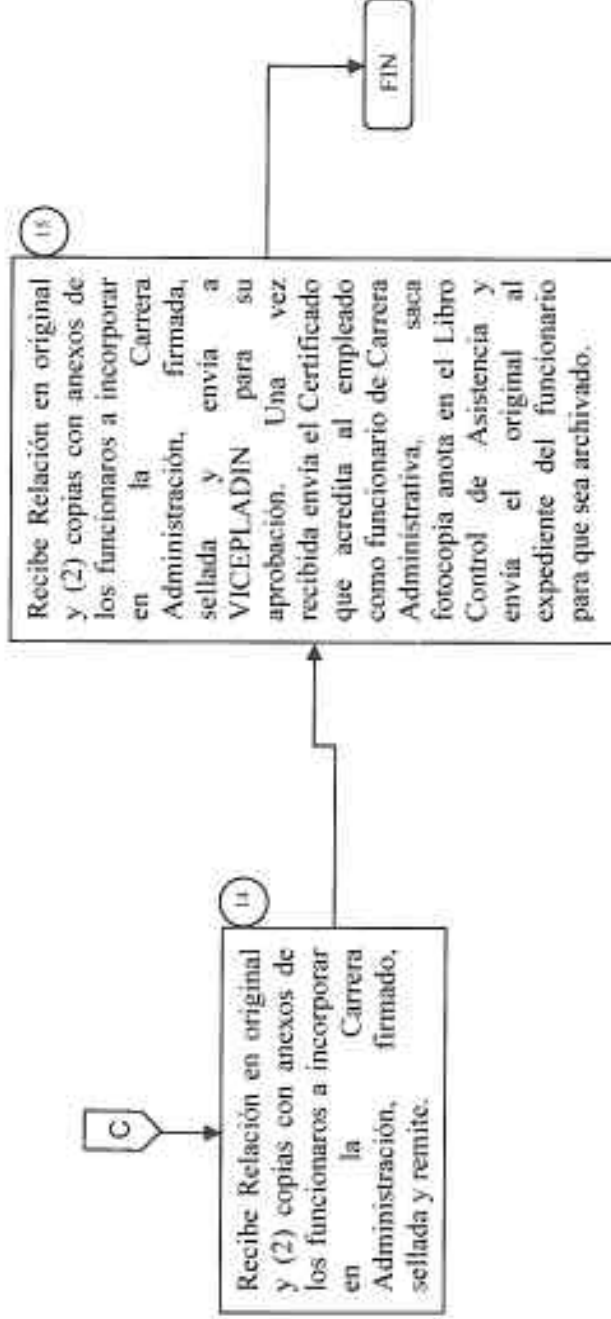 C
14
Recibe Relación en original
y (2) copias con anexos de
los funcionaros a incorporar
en la Carrera
Administración, firmado,
sellada y remite.
15
Recibe Relación en original
y (2) copias con anexos de
los funcionaros a incorporar
en la Carrera
Administración, firmada,
sellada y envia a
VICEPLADIN para su
aprobación. Una vez
recibida envía el Certificado
que acredita al empleado
como funcionario de Carrera
Administrativa, saca
fotocopia anota en el Libro
Control de Asistencia y
envía el original al
expediente del funcionario
para que sea archivado.
FIN